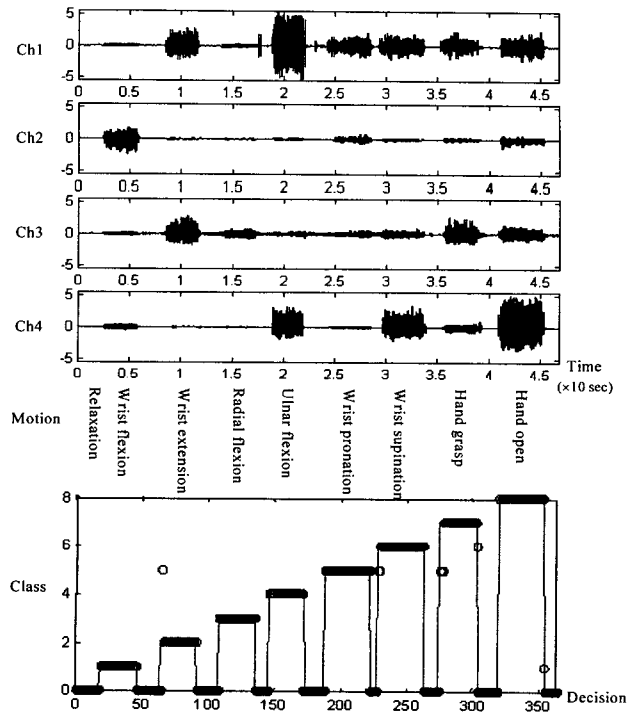 5
Ch1 0
-5
0 0.5 1 1.5 2 2.5 3 3.5 4 4.5
5
Ch2 0
-5
0 0.5 1 1.5 2 2.5 3 3.5 4 4.5
5
Ch3 0
-5
0 0.5 1 1.5 2 2.5 3 3.5 4 4.5
5
Ch4 0
-5
0 0.5 1 1.5 2 2.5 3 3.5 4 4.5
Time
(×10 sec)
Motion
Relaxation
Wrist flexion
Wrist extension
Radial flexion
Ulnar flexion
Wrist pronation
Wrist supination
Hand grasp
Hand open
8
6
Class
4
2
0
0 50 100 150 200 250 300 350
Decision